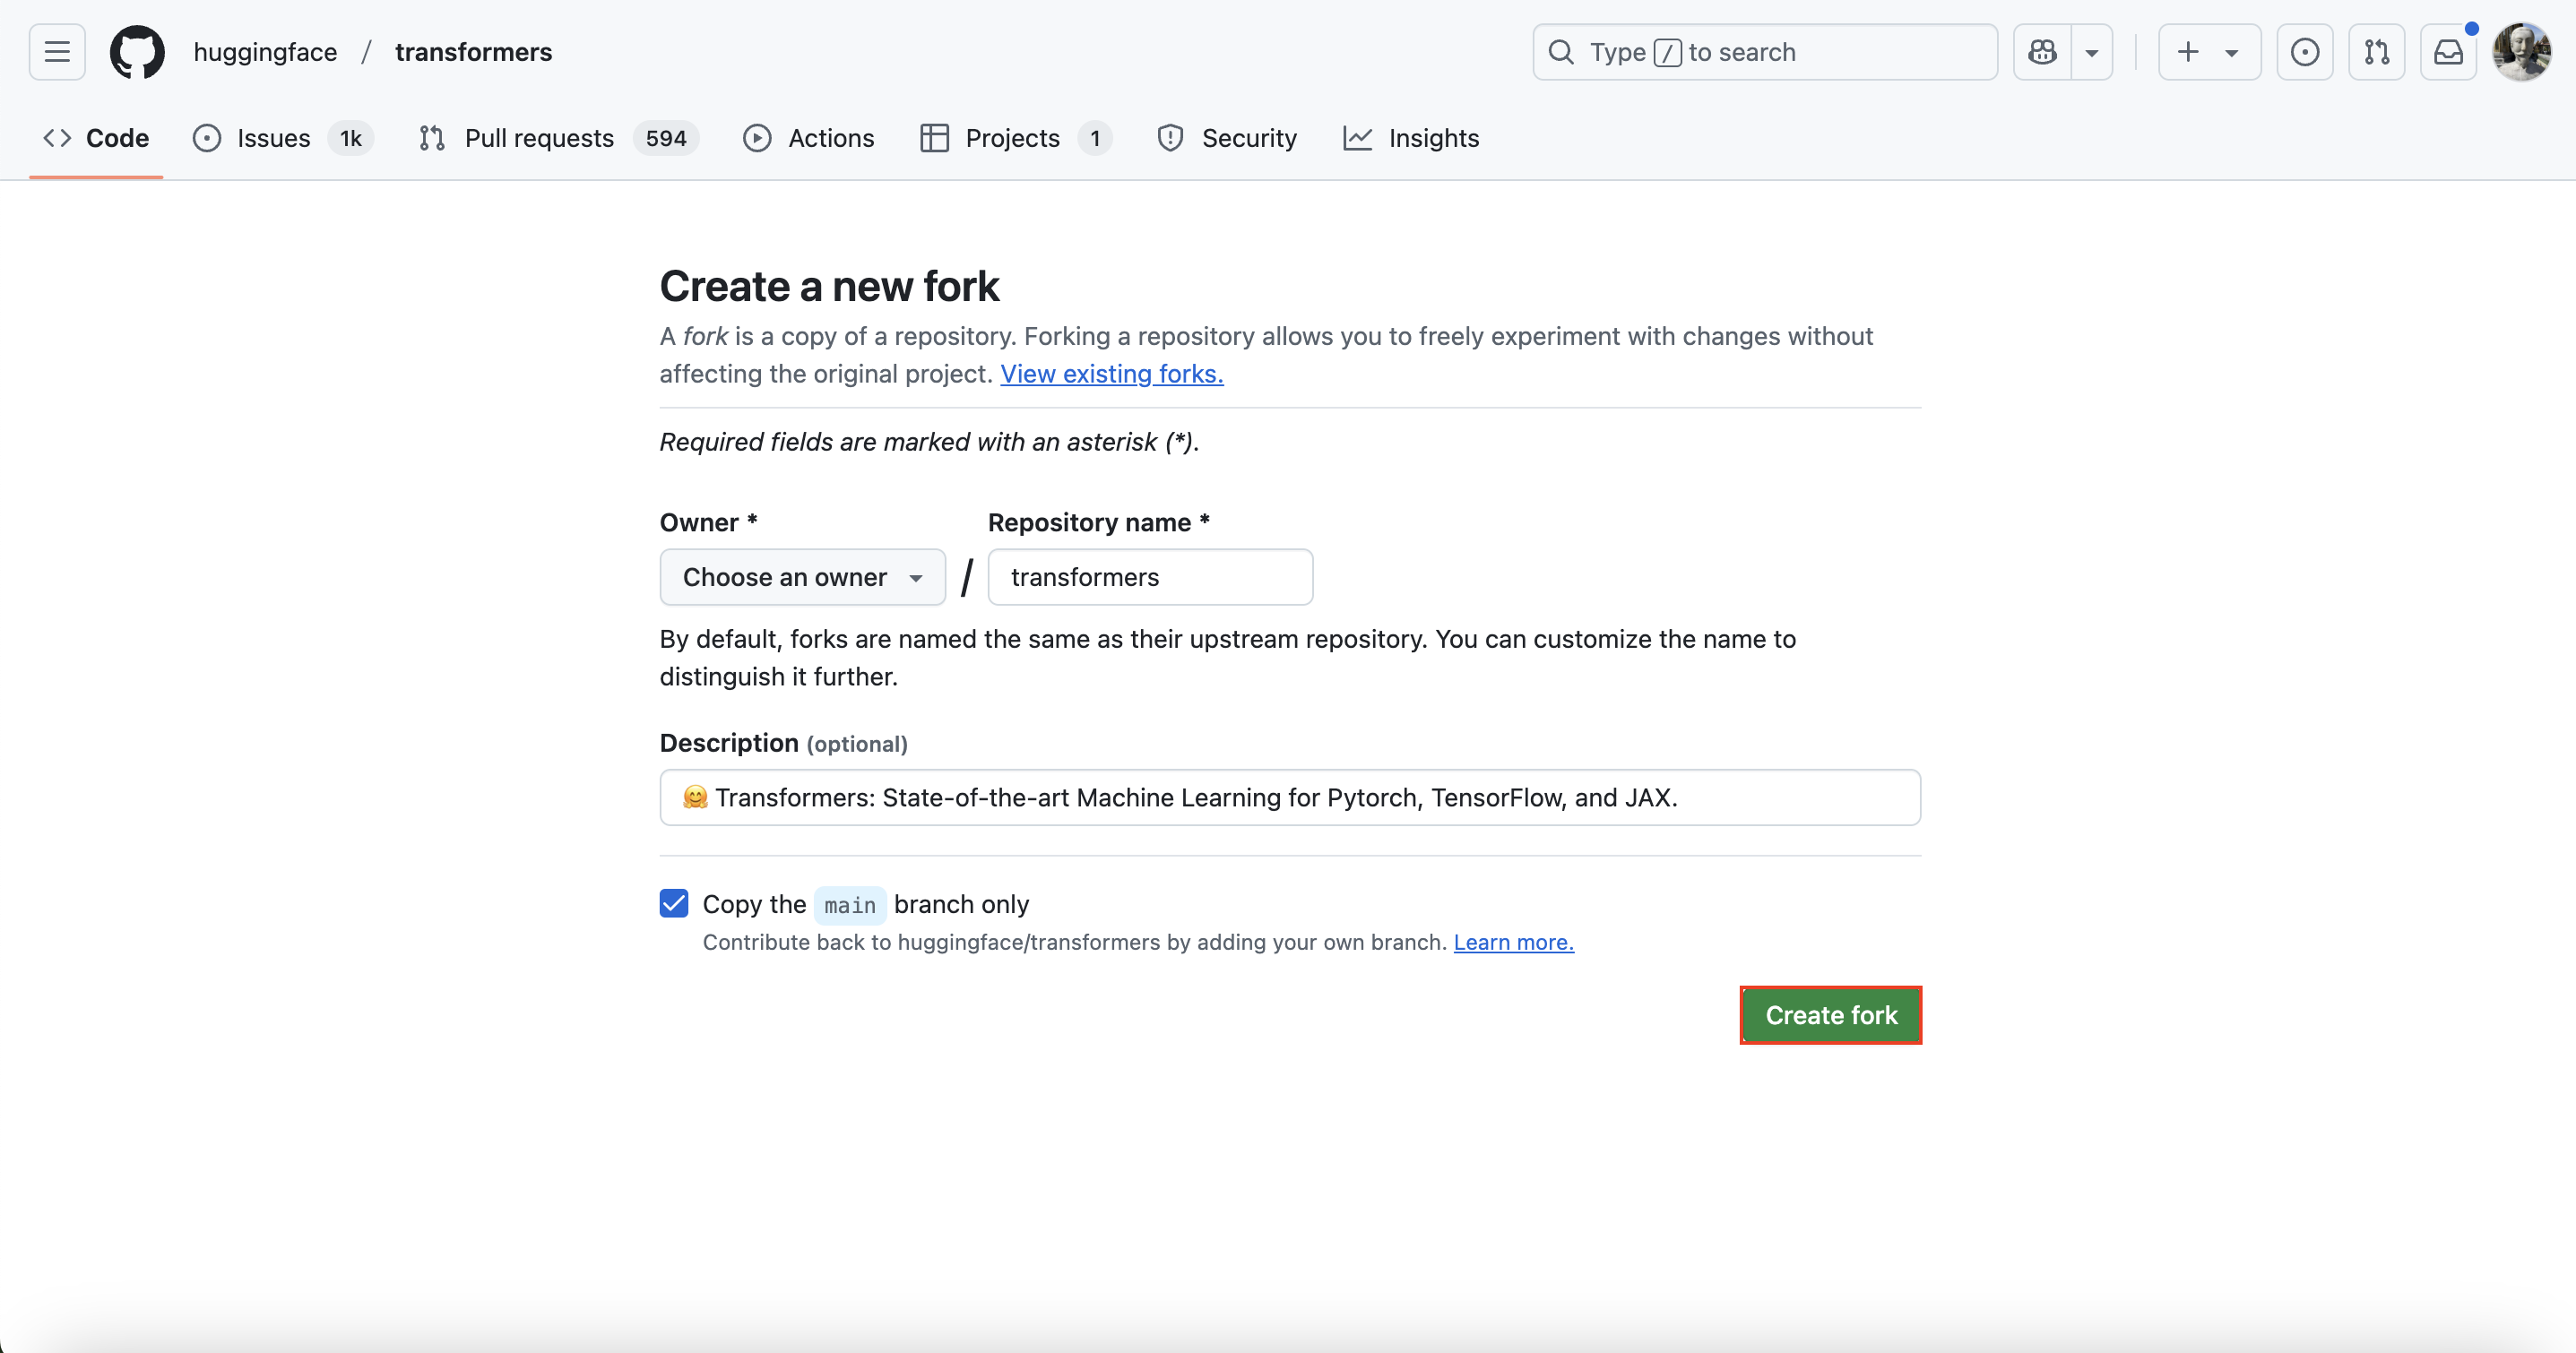 huggingface / transformers
Type / to search
Code
Issues 1k
Pull requests 594
Actions
Projects 1
Security
Insights
Create a new fork
A fork is a copy of a repository. Forking a repository allows you to freely experiment with changes without
affecting the original project. View existing forks.
Required fields are marked with an asterisk (*).
Owner *
Repository name *
Choose an owner
/
transformers
By default, forks are named the same as their upstream repository. You can customize the name to
distinguish it further.
Description (optional)
🤗 Transformers: State-of-the-art Machine Learning for Pytorch, TensorFlow, and JAX.
Copy the main branch only
Contribute back to huggingface/transformers by adding your own branch. Learn more.
Create fork